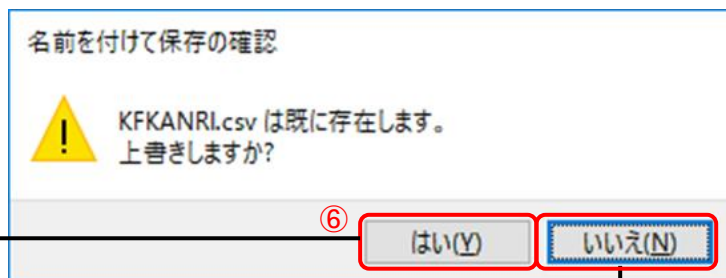 名前を付けて保存の確認
KFKANRI.csv は既に存在します。
上書きしますか?
⑥
はい(Y)
いいえ(N)